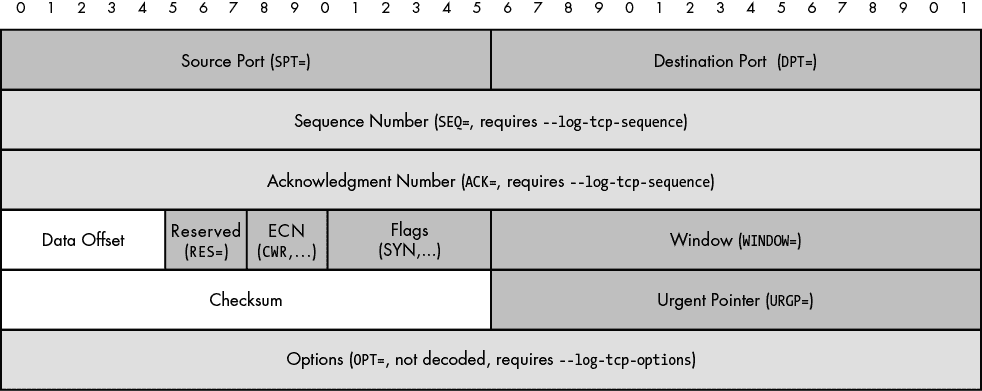 0 1 2 3 4 5 6 7 8 9 0 1 2 3 4 5 6 7 8 9 0 1 2 3 4 5 6 7 8 9 0 1
Source Port (SPT=) Destination Port (DPT=)
Sequence Number (SEQ=, requires --log-tcp-sequence)
Acknowledgment Number (ACK=, requires --log-tcp-sequence)
Data Offset
Reserved
(RES=)
ECN
(CWR,...)
Flags
(SYN,...)
Window (WINDOW=)
Checksum Urgent Pointer (URGP=)
Options (OPT=, not decoded, requires --log-tcp-options)